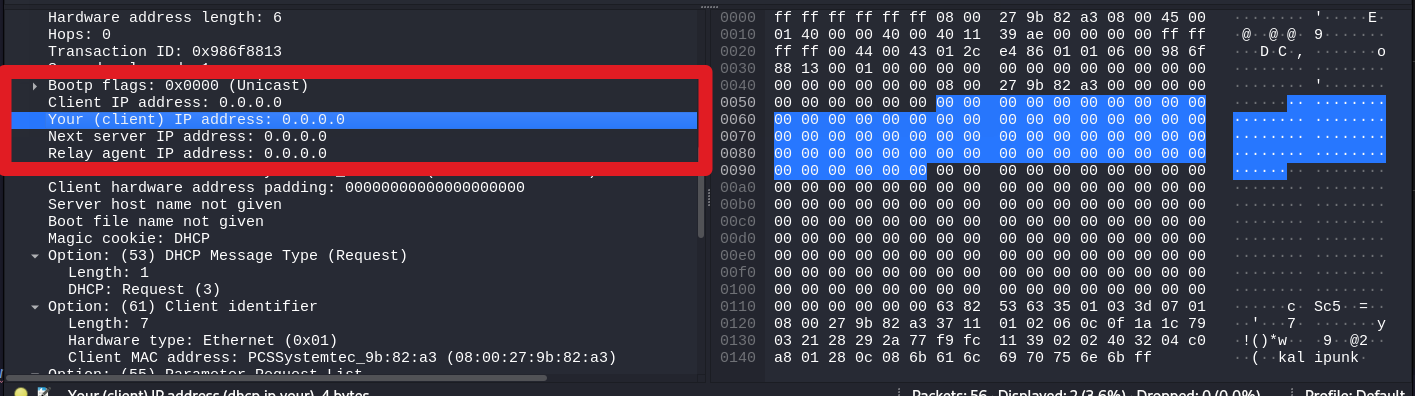 Hardware address length: 6
Hops: 0
Transaction ID: 0x986f8813
Bootp flags: 0x0000 (Unicast)
Client IP address: 0.0.0.0
Your (client) IP address: 0.0.0.0
Next server IP address: 0.0.0.0
Relay agent IP address: 0.0.0.0
Client hardware address padding: 00000000000000000000
Server host name not given
Boot file name not given
Magic cookie: DHCP
Option: (53) DHCP Message Type (Request)
Length: 1
DHCP: Request (3)
Option: (61) Client identifier
Length: 7
Hardware type: Ethernet (0x01)
Client MAC address: PCSSystemtec_9b:82:a3 (08:00:27:9b:82:a3)
Option: (55) Parameter Request List
0000 ff ff ff ff ff ff 08 00 27 9b 82 a3 08 00 45 00 ········ '·····E·
0010 01 40 00 00 40 00 40 11 39 ae 00 00 00 00 ff ff ·@··@·@· 9·······
0020 ff ff 00 44 00 43 01 2c e4 86 01 01 06 00 98 6f ···D·C·, ·······o
0030 88 13 00 01 00 00 00 00 00 00 00 00 00 00 00 00 ········ ········
0040 00 00 00 00 00 00 08 00 27 9b 82 a3 00 00 00 00 ········ '·······
0050 00 00 00 00 00 00 00 00 00 00 00 00 00 00 00 00 ········ ········
0060 00 00 00 00 00 00 00 00 00 00 00 00 00 00 00 00 ········ ········
0070 00 00 00 00 00 00 00 00 00 00 00 00 00 00 00 00 ········ ········
0080 00 00 00 00 00 00 00 00 00 00 00 00 00 00 00 00 ········ ········
0090 00 00 00 00 00 00 00 00 00 00 00 00 00 00 00 00 ········ ········
00a0 00 00 00 00 00 00 00 00 00 00 00 00 00 00 00 00 ········ ········
00b0 00 00 00 00 00 00 00 00 00 00 00 00 00 00 00 00 ········ ········
00c0 00 00 00 00 00 00 00 00 00 00 00 00 00 00 00 00 ········ ········
00d0 00 00 00 00 00 00 00 00 00 00 00 00 00 00 00 00 ········ ········
00e0 00 00 00 00 00 00 00 00 00 00 00 00 00 00 00 00 ········ ········
00f0 00 00 00 00 00 00 00 00 00 00 00 00 00 00 00 00 ········ ········
0100 00 00 00 00 00 00 00 00 00 00 00 00 00 00 00 00 ········ ········
0110 00 00 00 00 00 00 63 82 53 63 35 01 03 3d 07 01 ······c· Sc5··=··
0120 08 00 27 9b 82 a3 37 11 01 02 06 0c 0f 1a 1c 79 ··'···7· ·······y
0130 03 21 28 29 2a 77 f9 fc 11 39 02 02 40 32 04 c0 ·!()*w·· ·9··@2··
0140 a8 01 28 0c 08 6b 61 6c 69 70 75 6e 6b ff ··(··kal ipunk·
Your (client) IP address (dhcp.ip.your), 4 bytes
Packets: 56 · Displayed: 2 (3.6%) · Dropped: 0 (0.0%)
Profile: Default